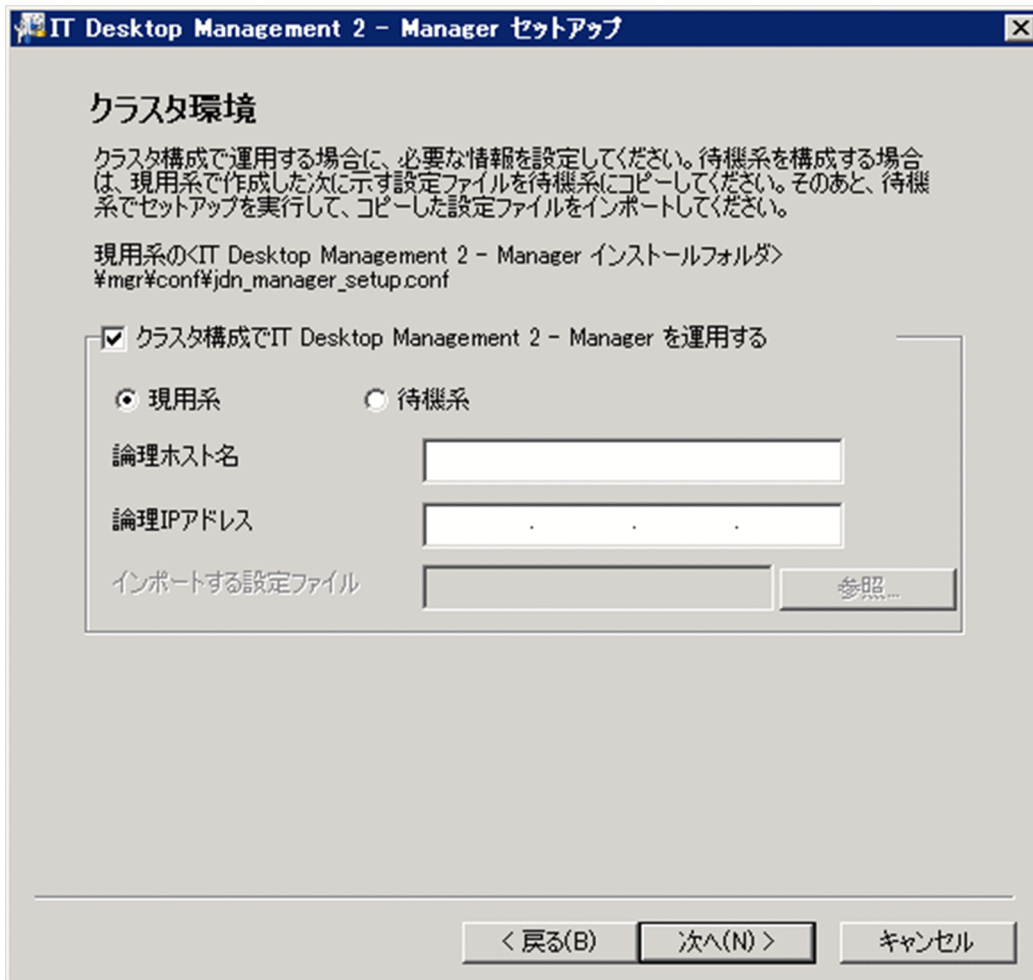 IT Desktop Management 2 - Manager セットアップ
クラスタ環境
クラスタ構成で運用する場合に、必要な情報を設定してください。待機系を構成する場合
は、現用系で作成した次に示す設定ファイルを待機系にコピーしてください。そのあと、待機
系でセットアップを実行して、コピーした設定ファイルをインポートしてください。
現用系の<IT Desktop Management 2 - Manager インストールフォルダ>
¥mgr¥conf¥jdn_manager_setup.conf
クラスタ構成でIT Desktop Management 2 - Manager を運用する
現用系 待機系
論理ホスト名
論理IPアドレス
インポートする設定ファイル 参照...
< 戻る(B) 次へ(N) > キャンセル